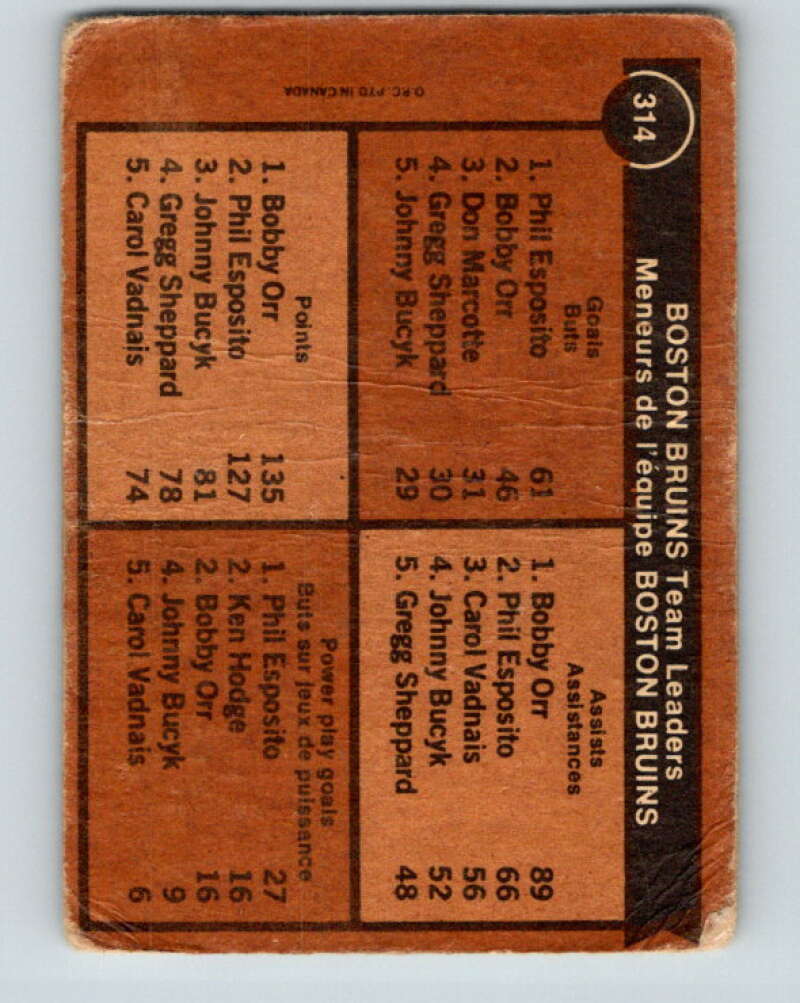 314
BOSTON BRUINS Team Leaders
Meneurs de l'équipe BOSTON BRUINS
Goals
Buts
1. Phil Esposito 61
2. Bobby Orr 46
3. Don Marcotte 31
4. Gregg Sheppard 30
5. Johnny Bucyk 29
Assists
Assistances
1. Bobby Orr 89
2. Phil Esposito 66
3. Carol Vadnais 56
4. Johnny Bucyk 52
5. Gregg Sheppard 48
Points
1. Bobby Orr 135
2. Phil Esposito 127
3. Johnny Bucyk 81
4. Gregg Sheppard 78
5. Carol Vadnais 74
Power play goals
Buts sur jeux de puissance
1. Phil Esposito 27
2. Ken Hodge 16
2. Bobby Orr 16
4. Johnny Bucyk 9
5. Carol Vadnais 6
O.P.C. PTD IN CANADA